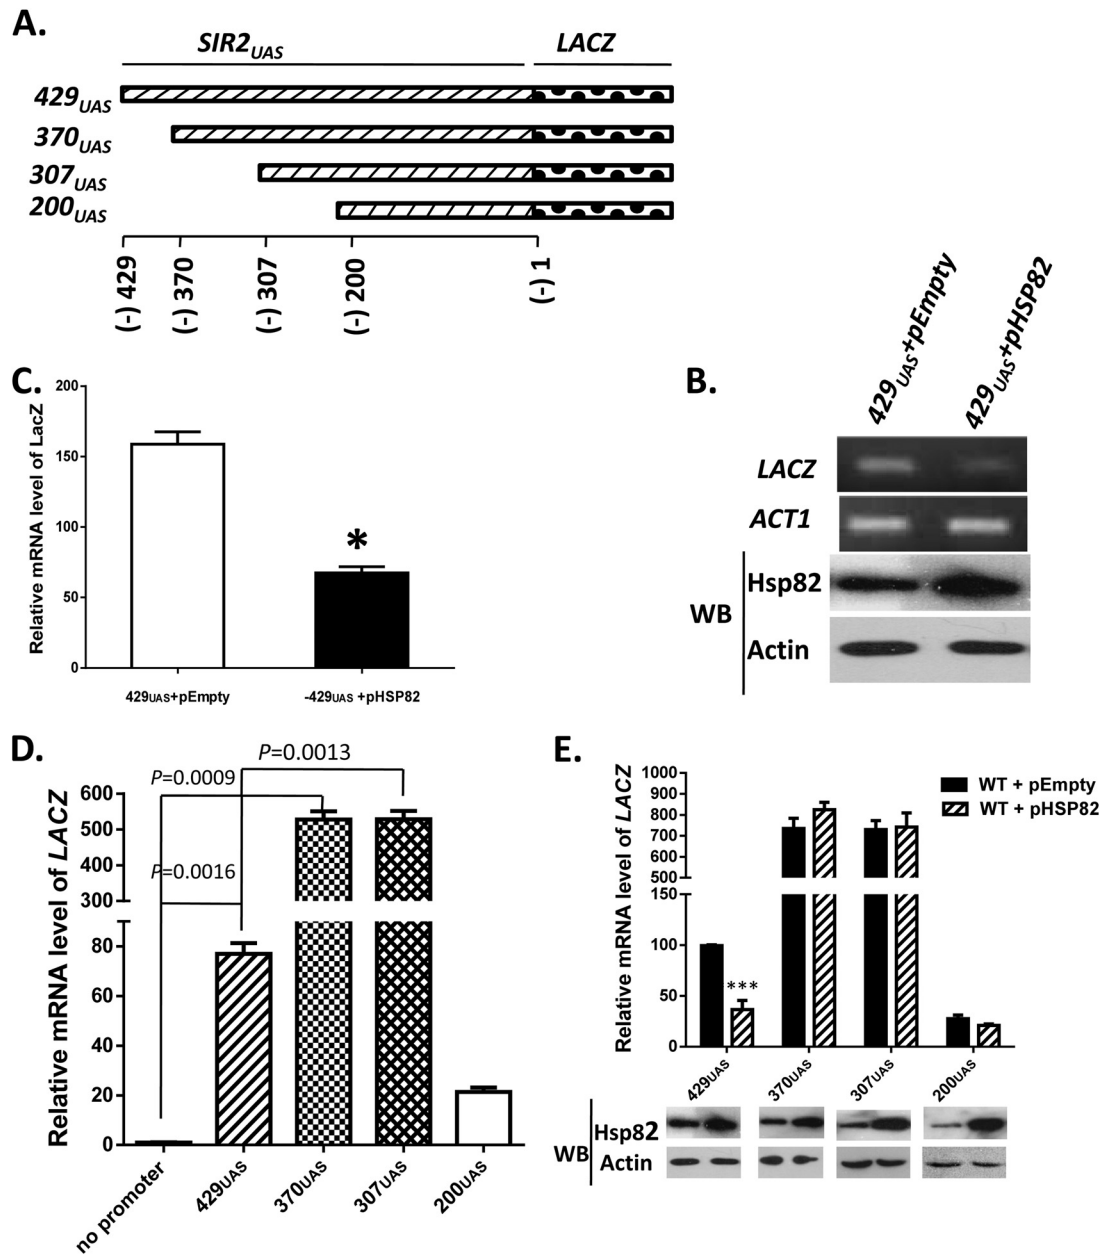 A.
SIR2UAS LACZ
429UAS
370UAS
307UAS
200UAS
(-) 429 (-) 370 (-) 307 (-) 200 (-) 1
B.
429UAS+pEmpty 429UAS+pHSP82
LACZ
ACT1
WB
Hsp82
Actin
C.
Relative mRNA level of LacZ
200
150
100
50
0
*
429UAS+pEmpty -429UAS +pHSP82
D.
Relative mRNA level of LACZ
P=0.0013
P=0.0009
P=0.0016
600
500
400
300
80
60
40
20
0
no promoter 429UAS 370UAS 307UAS 200UAS
E.
Relative mRNA level of LACZ
1000
900
800
700
600
500
150
100
50
0
WT + pEmpty
WT + pHSP82
***
429UAS 370UAS 307UAS 200UAS
WB
Hsp82
Actin